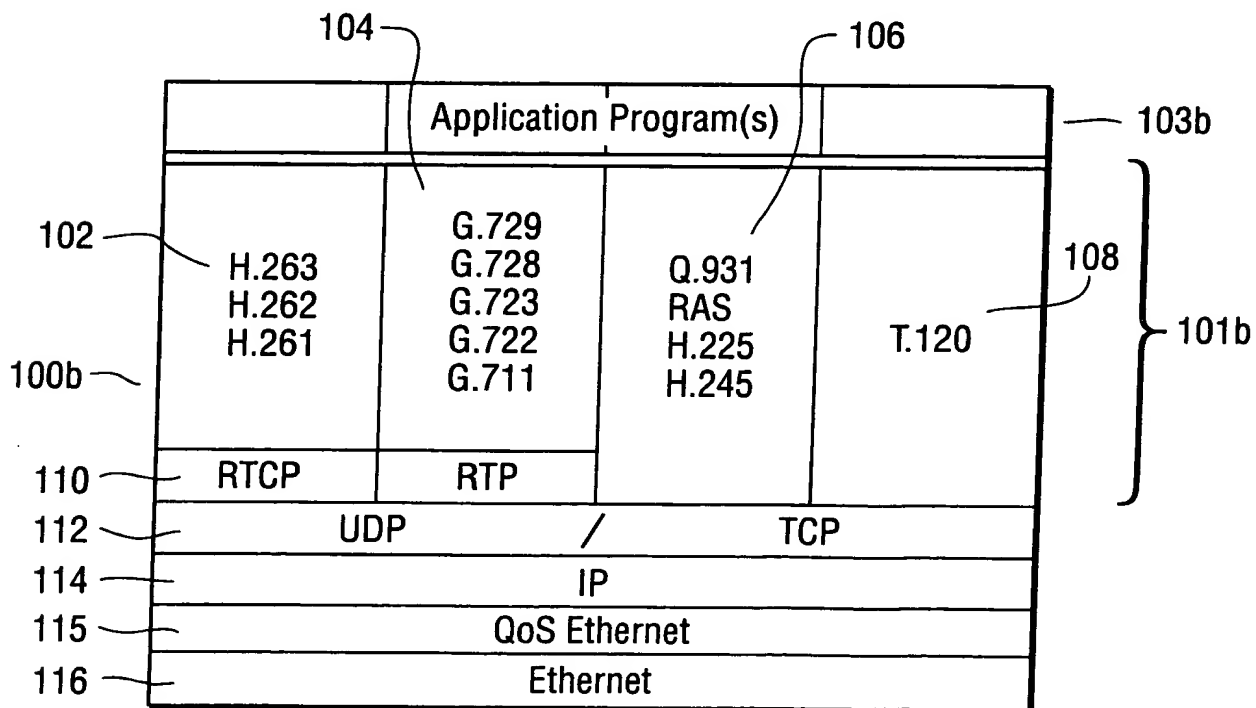 104
106
Application Program(s)
103b
102
H.263
H.262
H.261
G.729
G.728
G.723
G.722
G.711
Q.931
RAS
H.225
H.245
108
T.120
101b
100b
110
RTCP
RTP
112
UDP / TCP
114
IP
115
QoS Ethernet
116
Ethernet